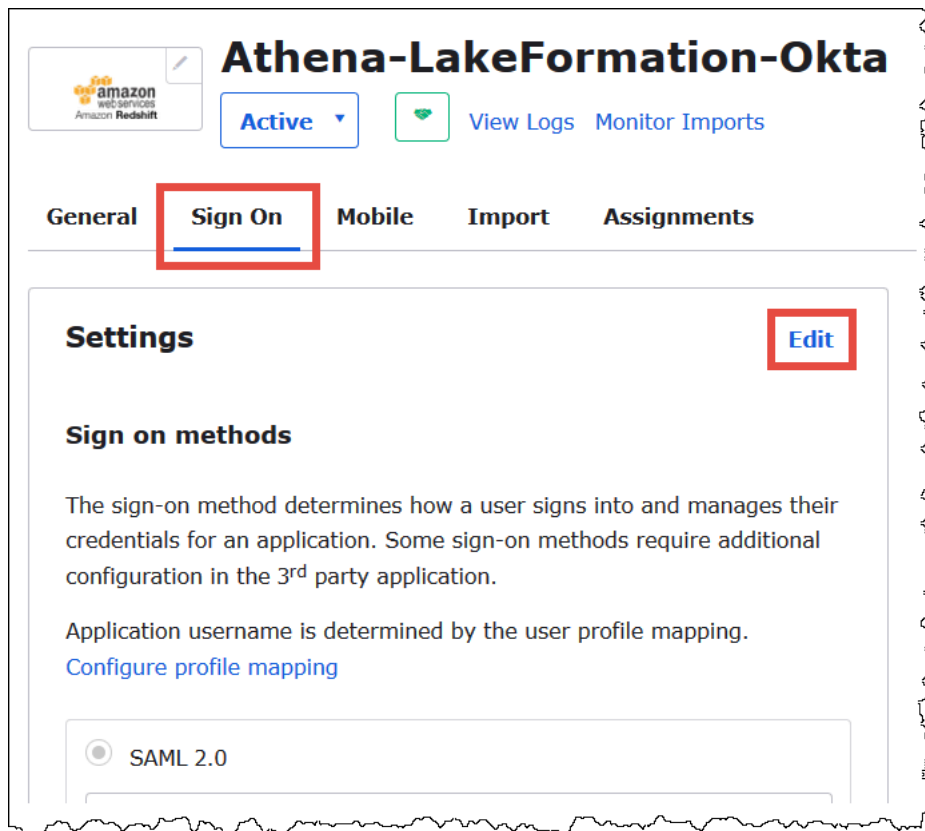 Athena-LakeFormation-Okta
amazon
webservices
Amazon Redshift
Active
View Logs
Monitor Imports
General
Sign On
Mobile
Import
Assignments
Settings
Edit
Sign on methods
The sign-on method determines how a user signs into and manages their
credentials for an application. Some sign-on methods require additional
configuration in the 3rd party application.
Application username is determined by the user profile mapping.
Configure profile mapping
SAML 2.0